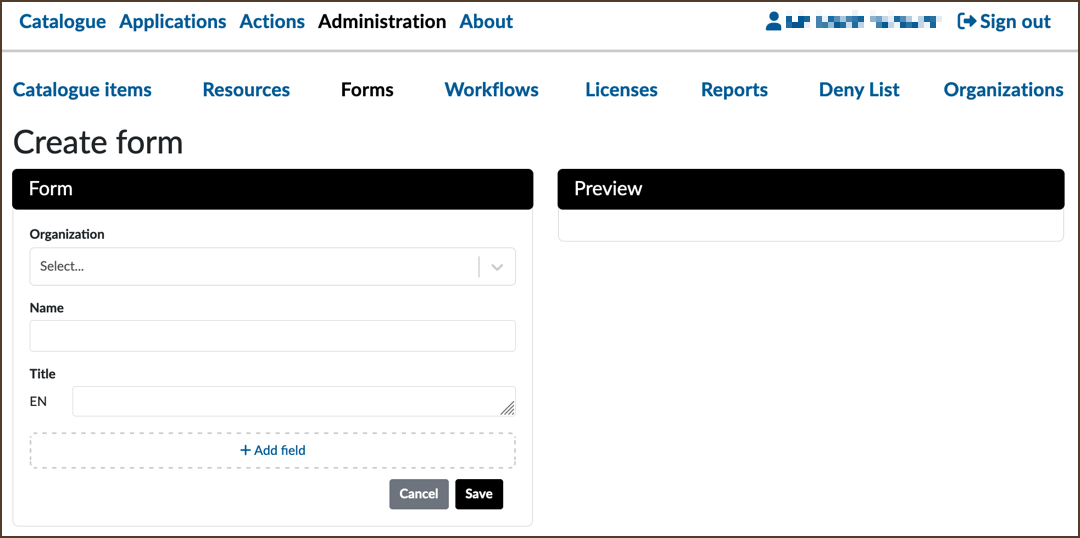 Catalogue Applications Actions Administration About Sign out
Catalogue items Resources Forms Workflows Licenses Reports Deny List Organizations
Create form
Form
Preview
Organization
Select...
Name
Title
EN
+ Add field
Cancel Save